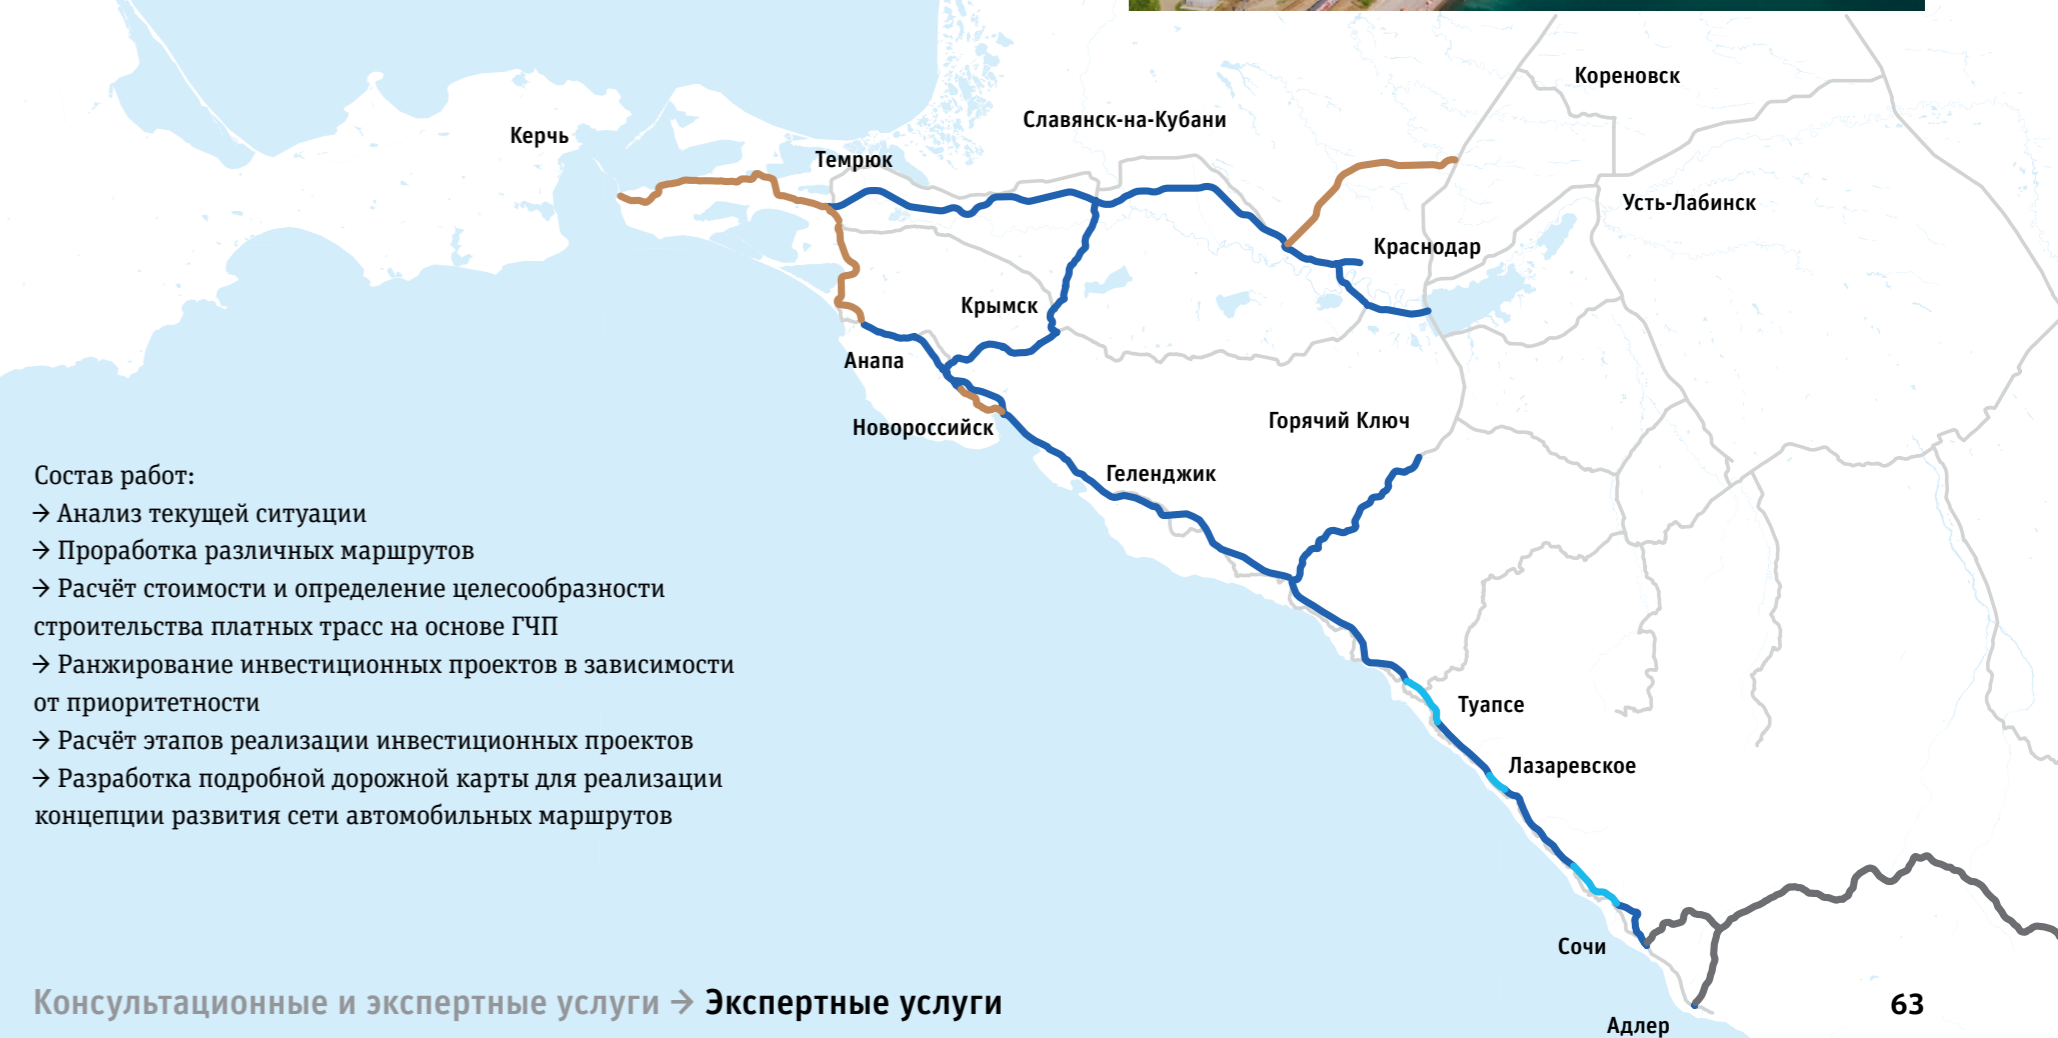 Кореновск
Славянск-на-Кубани
Керчь
Темрюк
Усть-Лабинск
Краснодар
Крымск
Анапа
Горячий Ключ
Новороссийск
Геленджик
Состав работ:
→ Анализ текущей ситуации
→ Проработка различных маршрутов
→ Расчёт стоимости и определение целесообразности
строительства платных трасс на основе ГЧП
→ Ранжирование инвестиционных проектов в зависимости
от приоритетности
→ Расчёт этапов реализации инвестиционных проектов
→ Разработка подробной дорожной карты для реализации
концепции развития сети автомобильных маршрутов
Туапсе
Лазаревское
Сочи
Адлер
Консультационные и экспертные услуги → Экспертные услуги
63